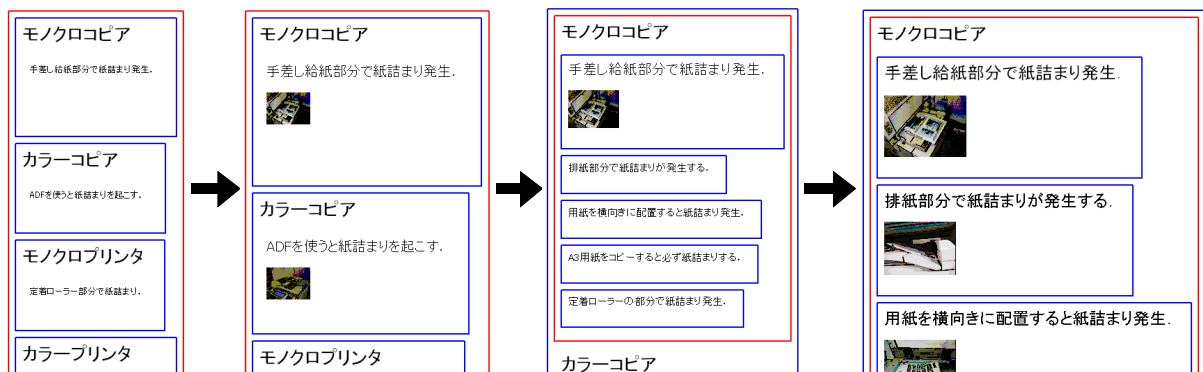 モノクロコピア
手差し給紙部分で紙詰まり発生.
カラーコピア
ADFを使うと紙詰まりを起こす.
モノクロプリンタ
定着ローラー部分で紙詰まり.
カラープリンタ
モノクロコピア
手差し給紙部分で紙詰まり発生.
カラーコピア
ADFを使うと紙詰まりを起こす.
モノクロプリンタ
モノクロコピア
手差し給紙部分で紙詰まり発生.
排紙部分で紙詰まりが発生する.
用紙を横向きに配置すると紙詰まり発生.
A3用紙をコピーすると必ず紙詰まりする.
定着ローラーの部分で紙詰まり発生.
カラーコピア
モノクロコピア
手差し給紙部分で紙詰まり発生.
排紙部分で紙詰まりが発生する.
用紙を横向きに配置すると紙詰まり発生.